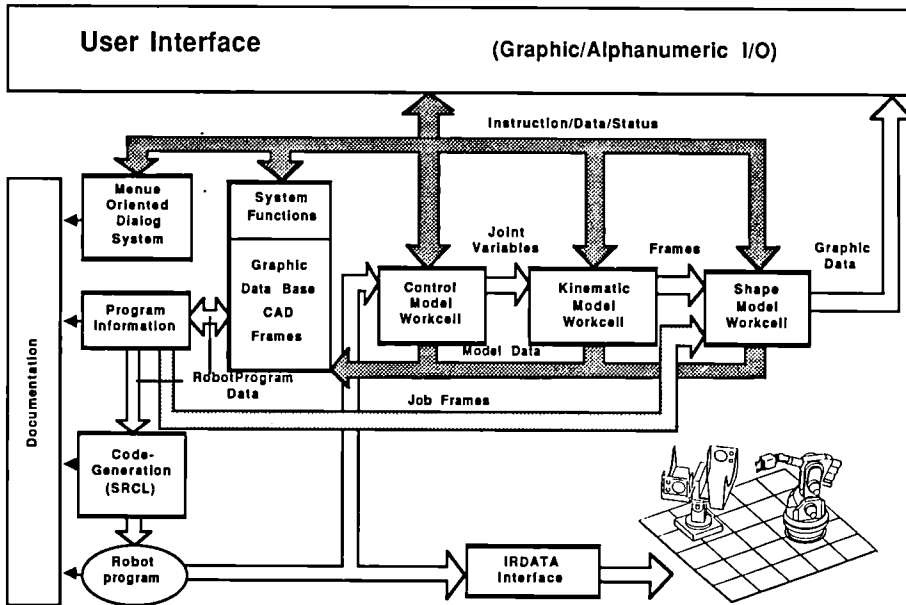 User Interface (Graphic/Alphanumeric I/O)
Instruction/Data/Status
Menue
Oriented
Dialog
System
System
Functions
Graphic
Data Base
CAD
Frames
Joint
Variables
Frames
Graphic
Data
Control
Model
Workcell
Kinematic
Model
Workcell
Shape
Model
Workcell
Program
Information
Model Data
RobotProgram
Data
Job Frames
Documentation
Code-
Generation
(SRCL)
Robot
program
IRDATA
Interface